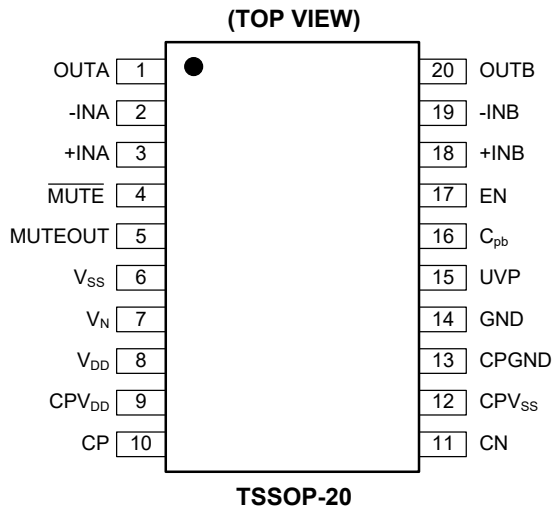 (TOP VIEW)
OUTA 1 20 OUTB
-INA 2 19 -INB
+INA 3 18 +INB
M̅U̅T̅E̅ 4 17 EN
MUTEOUT 5 16 Cpb
VSS 6 15 UVP
VN 7 14 GND
VDD 8 13 CPGND
CPVDD 9 12 CPVSS
CP 10 11 CN
TSSOP-20